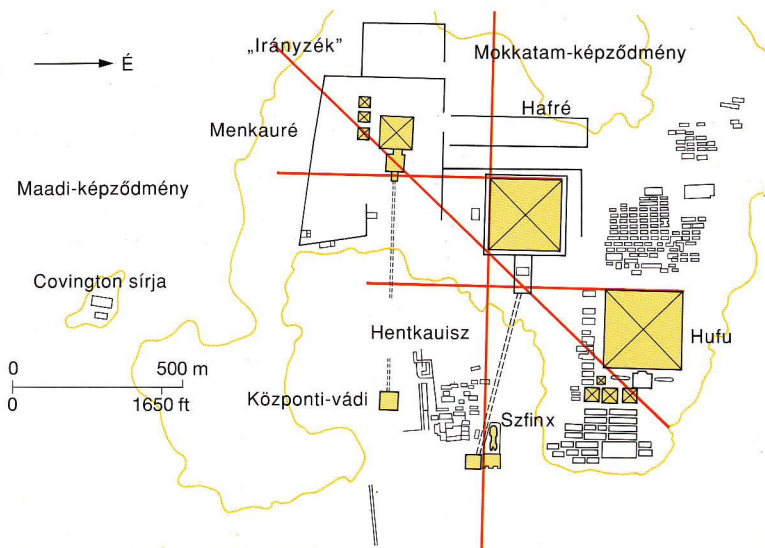 „Irányzék”
Mokkatam-képződmény
É
Hafré
Menkauré
Maadi-képződmény
Covington sírja
Hentkauisz
Hufu
0 500 m
0 1650 ft
Központi-vádi
Szfinx